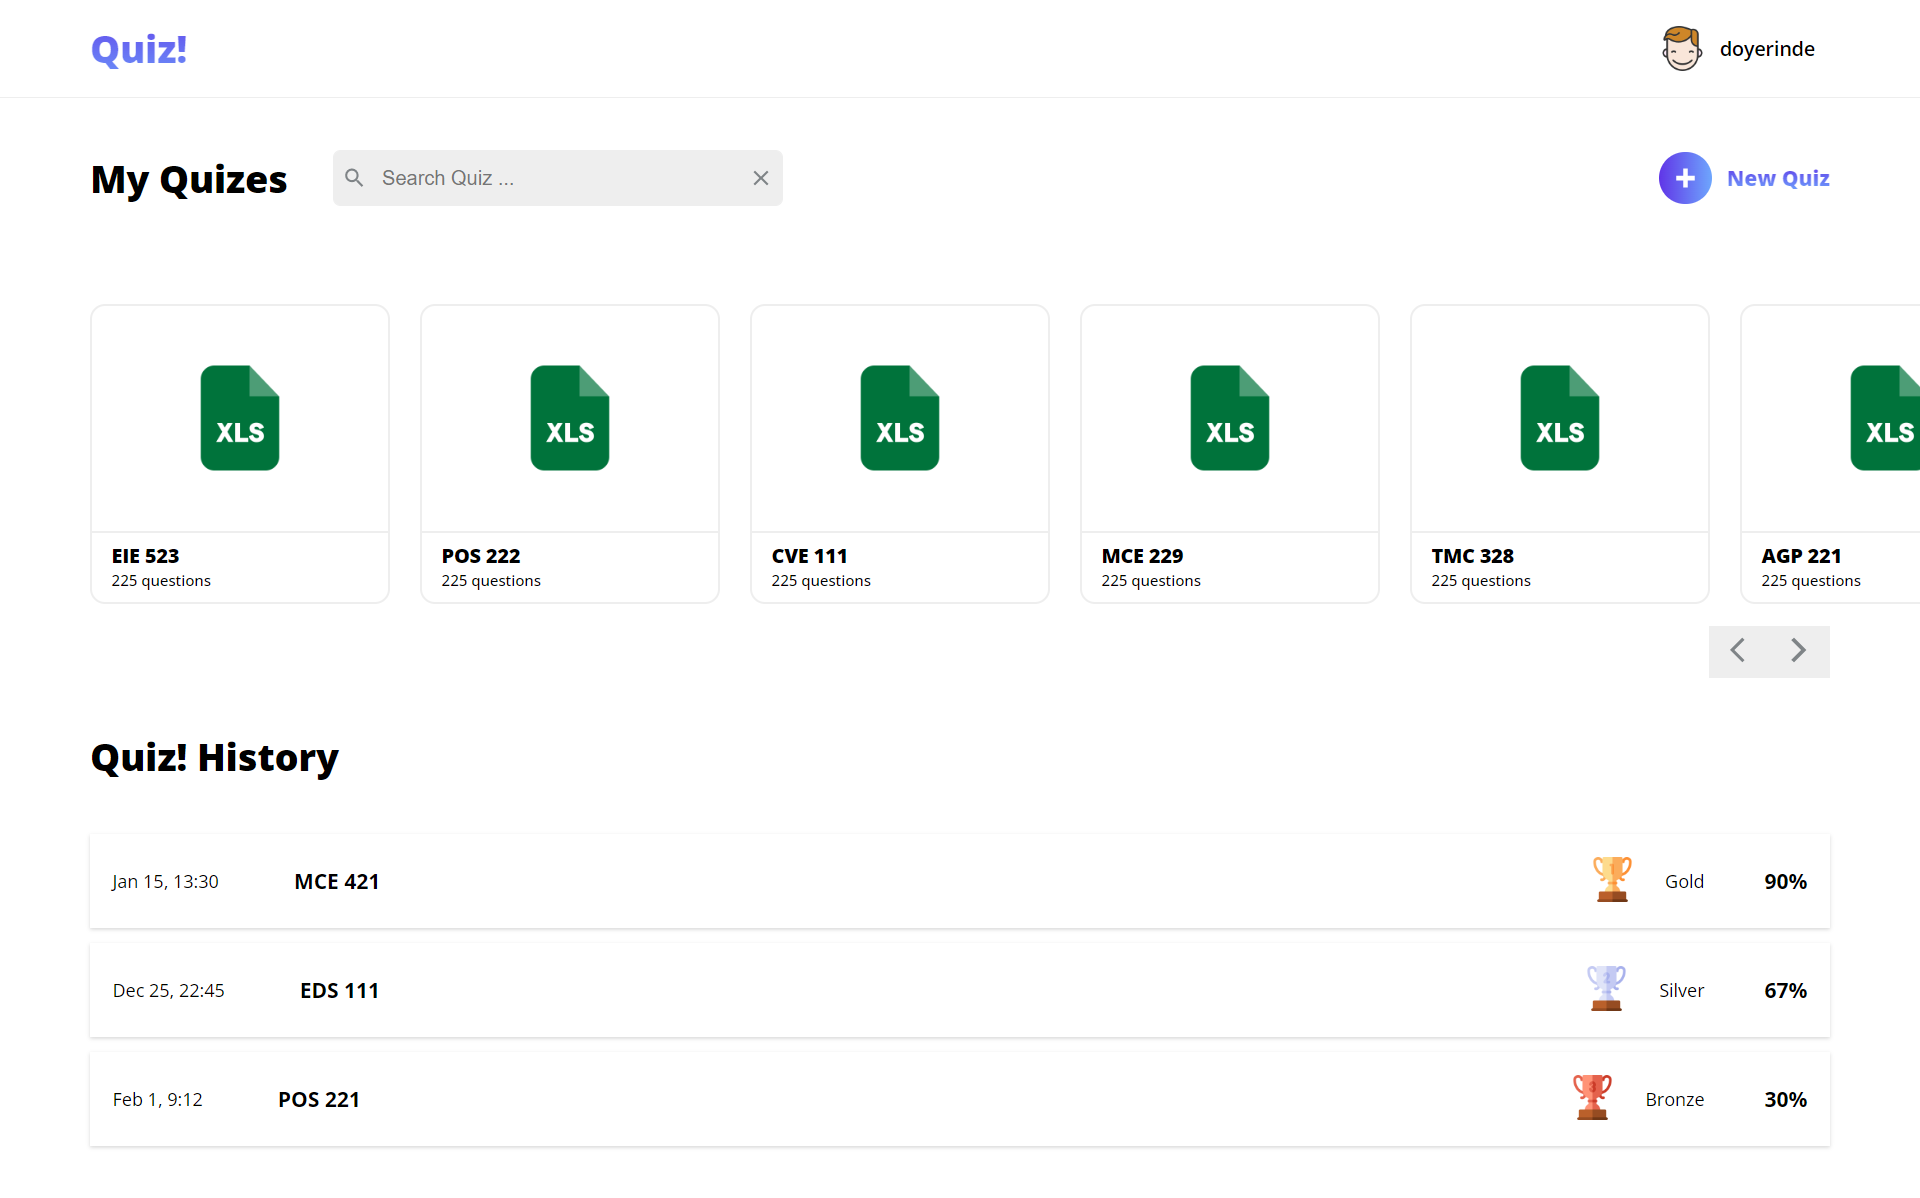 Quiz!
doyerinde
My Quizes
Search Quiz ...
New Quiz
XLS
XLS
XLS
XLS
XLS
XLS
EIE 523
225 questions
POS 222
225 questions
CVE 111
225 questions
MCE 229
225 questions
TMC 328
225 questions
AGP 221
225 questions
Quiz! History
Jan 15, 13:30 MCE 421 1 Gold 90%
Dec 25, 22:45 EDS 111 2 Silver 67%
Feb 1, 9:12 POS 221 3 Bronze 30%